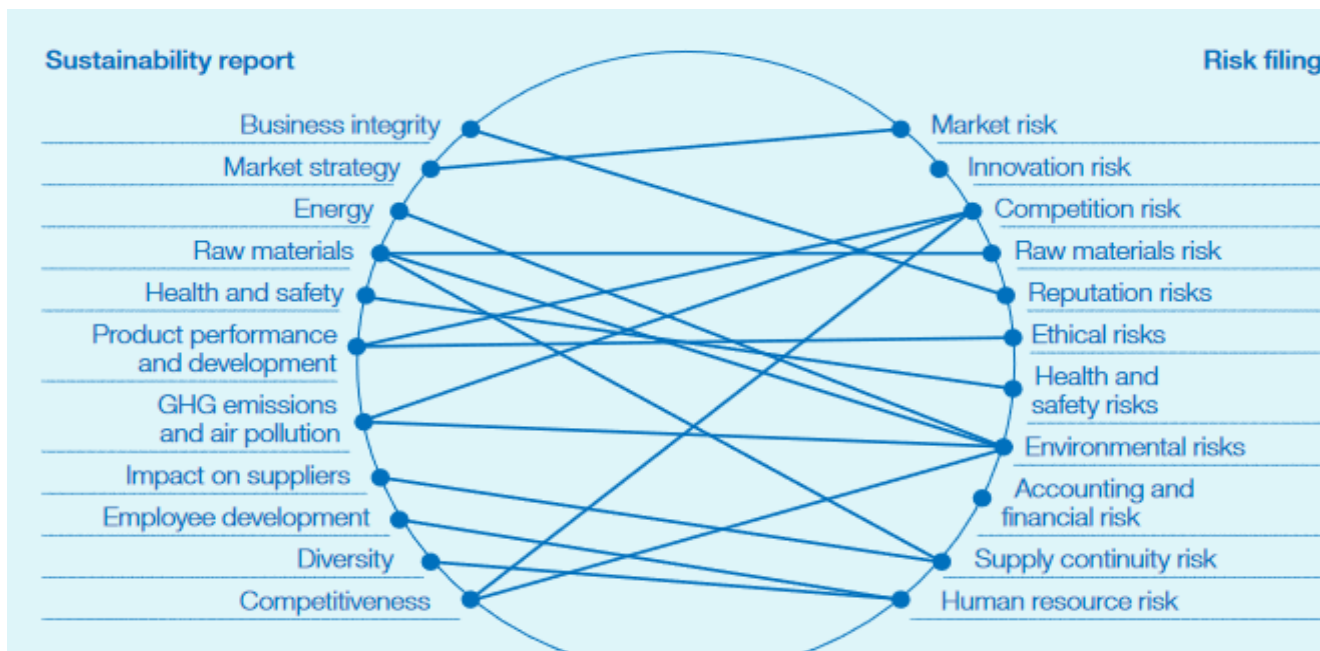 Sustainability report
Risk filing
Business integrity
Market strategy
Energy
Raw materials
Health and safety
Product performance
and development
GHG emissions
and air pollution
Impact on suppliers
Employee development
Diversity
Competitiveness
Market risk
Innovation risk
Competition risk
Raw materials risk
Reputation risks
Ethical risks
Health and
safety risks
Environmental risks
Accounting and
financial risk
Supply continuity risk
Human resource risk